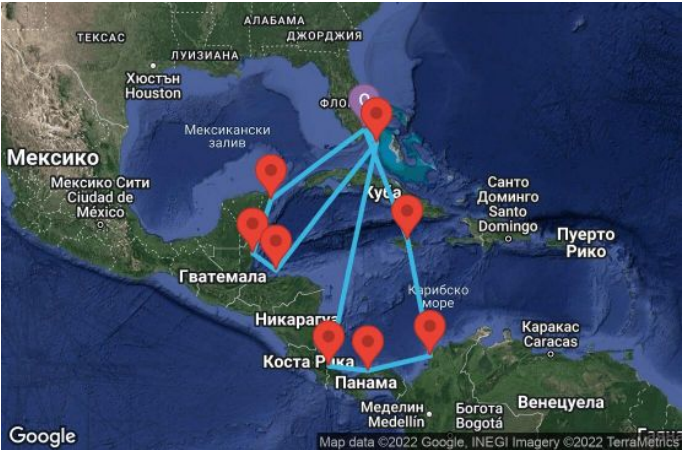 АЛАБАМА
ТЕКСАС
ДЖОРДЖИЯ
ЛУИЗИАНА
Хюстън
Houston
ФЛО
Мексикански
залив
Мексико
Мексико Сити
Ciudad de
México
Куба
Санто
Доминго
Santo
Domingo
Пуерто
Рико
Гватемала
Карибско
море
Никарагуа
Каракас
Caracas
Коста Рика
Панама
Меделин
Medellín
Богота
Bogotá
Венецуела
Google
Map data ©2022 Google, INEGI Imagery ©2022 TerraMetrics